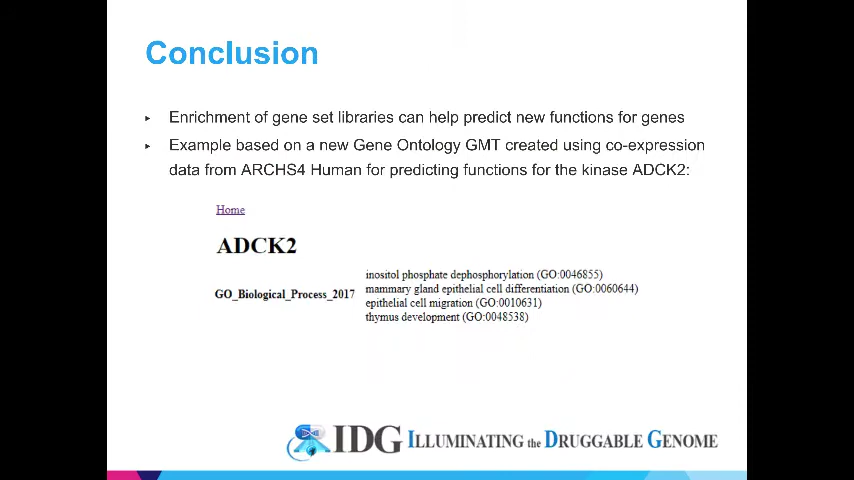 Conclusion
Enrichment of gene set libraries can help predict new functions for genes
Example based on a new Gene Ontology GMT created using co-expression
data from ARCHS4 Human for predicting functions for the kinase ADCK2:
Home
ADCK2
inositol phosphate dephosphorylation (GO:0046855)
mammary gland epithelial cell differentiation (GO:0060644)
GO_Biological_Process_2017
epithelial cell migration (GO:0010631)
thymus development (GO:0048538)
IDG ILLUMINATING the DRUGGABLE GENOME